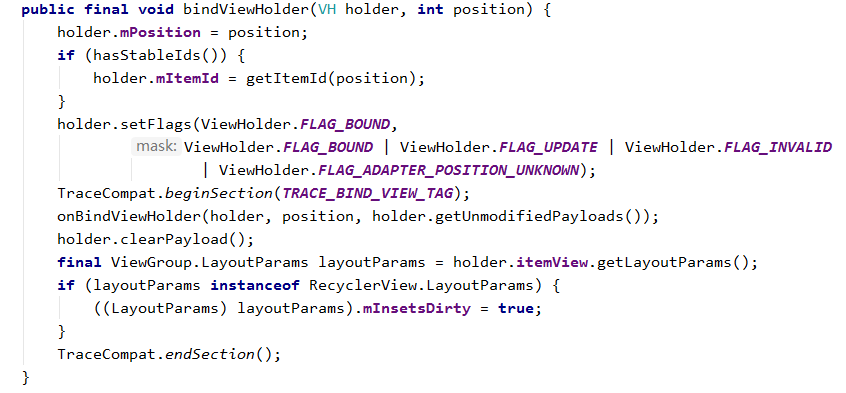 public final void bindViewHolder(VH holder, int position) {
    holder.mPosition = position;
    if (hasStableIds()) {
        holder.mItemId = getItemId(position);
    }
    holder.setFlags(ViewHolder.FLAG_BOUND,
            mask: ViewHolder.FLAG_BOUND | ViewHolder.FLAG_UPDATE | ViewHolder.FLAG_INVALID
                    | ViewHolder.FLAG_ADAPTER_POSITION_UNKNOWN);
    TraceCompat.beginSection(TRACE_BIND_VIEW_TAG);
    onBindViewHolder(holder, position, holder.getUnmodifiedPayloads());
    holder.clearPayload();
    final ViewGroup.LayoutParams layoutParams = holder.itemView.getLayoutParams();
    if (layoutParams instanceof RecyclerView.LayoutParams) {
        ((LayoutParams) layoutParams).mInsetsDirty = true;
    }
    TraceCompat.endSection();
}